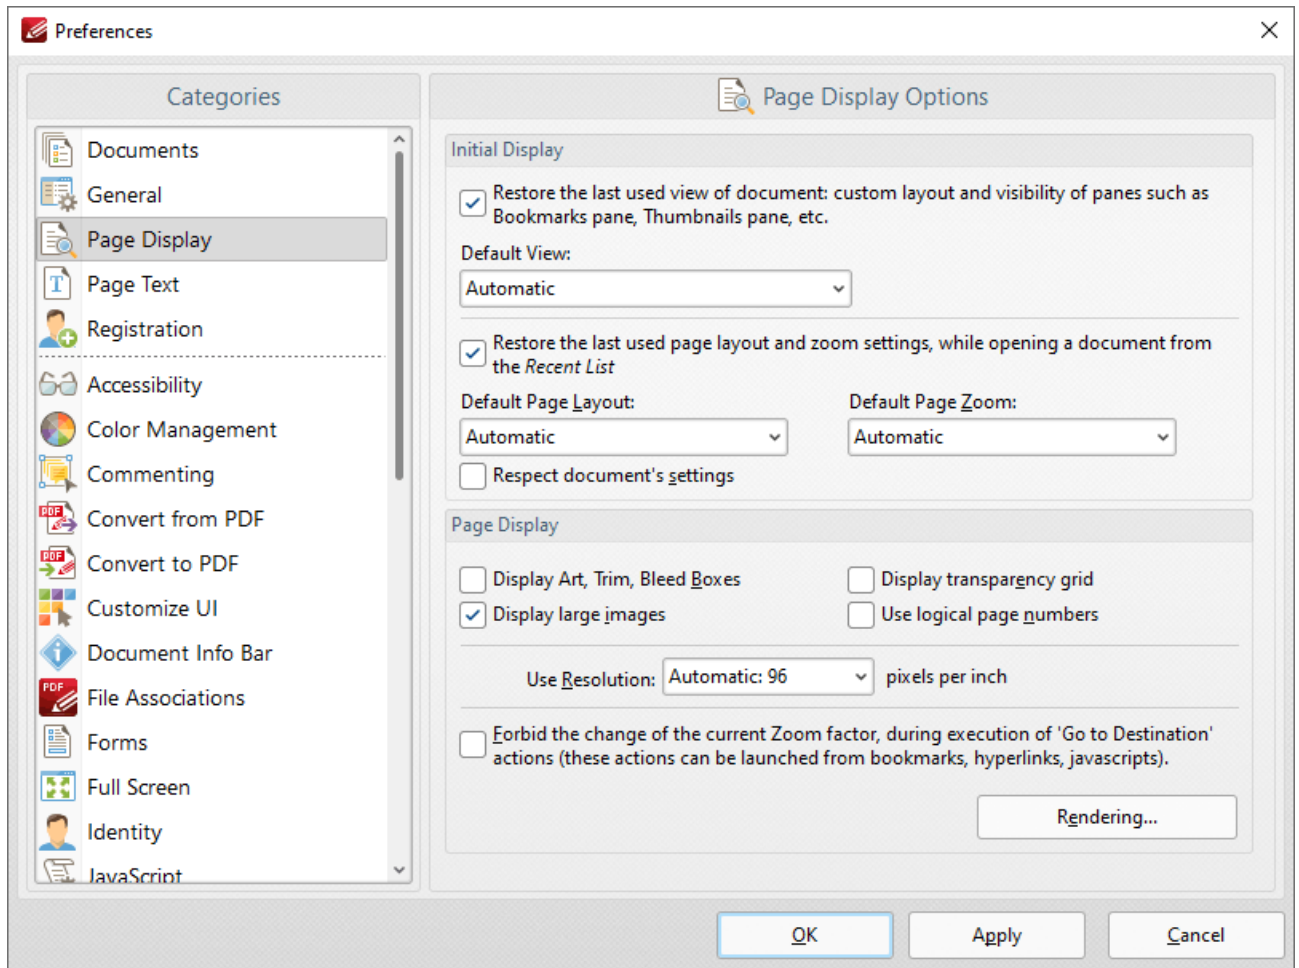 Preferences
Categories
Documents
General
Page Display
Page Text
Registration
Accessibility
Color Management
Commenting
Convert from PDF
Convert to PDF
Customize UI
Document Info Bar
File Associations
Forms
Full Screen
Identity
JavaScript
Page Display Options
Initial Display
Restore the last used view of document: custom layout and visibility of panes such as
Bookmarks pane, Thumbnails pane, etc.
Default View:
Automatic
Restore the last used page layout and zoom settings, while opening a document from
the Recent List
Default Page Layout:
Default Page Zoom:
Automatic
Automatic
Respect document's settings
Page Display
Display Art, Trim, Bleed Boxes
Display transparency grid
Display large images
Use logical page numbers
Use Resolution: Automatic: 96 pixels per inch
Forbid the change of the current Zoom factor, during execution of 'Go to Destination'
actions (these actions can be launched from bookmarks, hyperlinks, javascripts).
Rendering...
OK
Apply
Cancel